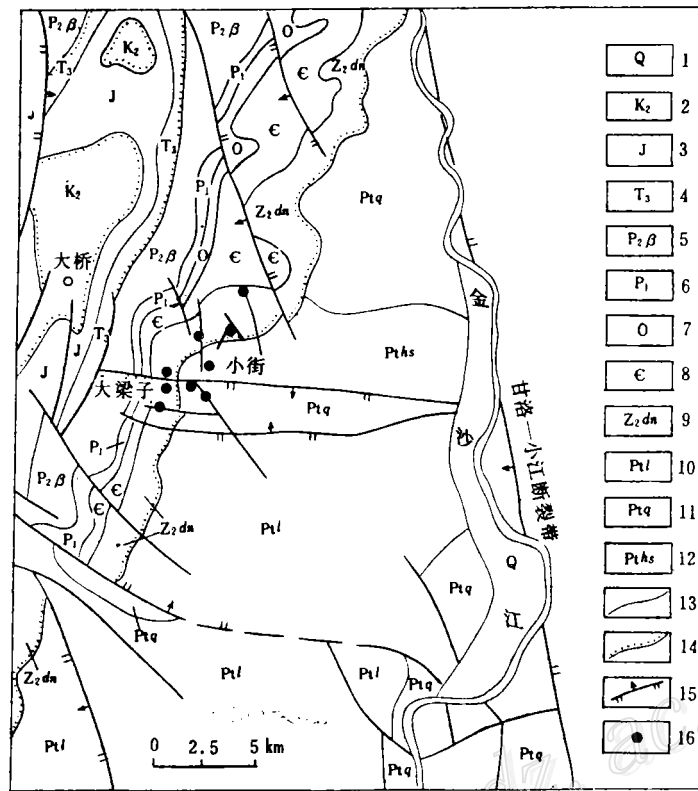 P₂β
K₂
T₃
J
P₂β
O
P₁
Є
Z₂dn
J
T₃
O
Ptq
K₂
P₁
Z₂dn
大桥
P₂β
O
Є
Є
P₁
Є
T₃
J
J
小街
Pths
大梁子
Ptq
P₁
P₂β
Є
Є
Z₂dn
Ptl
P₁
Ptq
Z₂dn
Ptl
Ptl
Ptl
Ptq
Ptq
Ptq
Ptq
Q
金沙江
甘洛—小江断裂带
0 2.5 5 km
Q 1
K₂ 2
J 3
T₃ 4
P₂β 5
P₁ 6
O 7
Є 8
Z₂dn 9
Ptl 10
Ptq 11
Pths 12
13
14
15
16